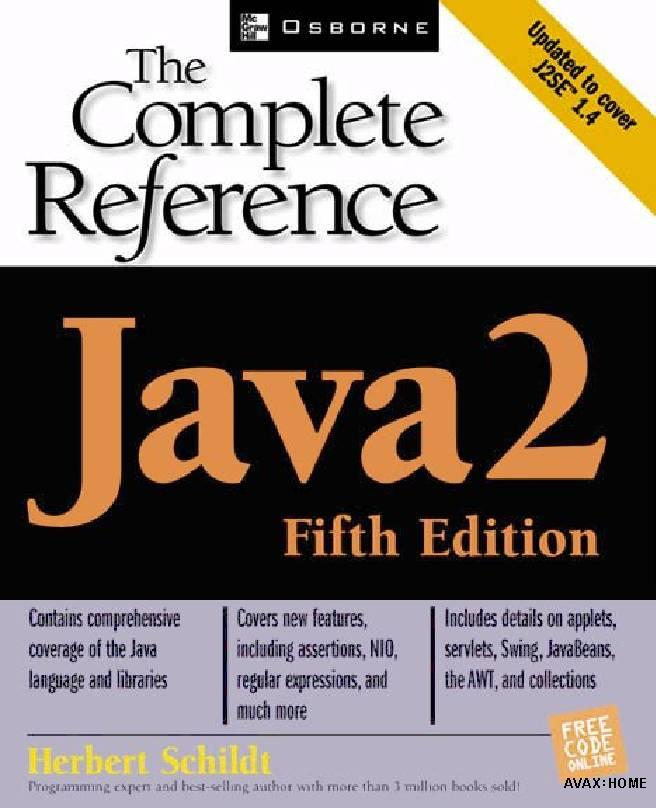 Mc
Graw
Hill
OSBORNE
Updated to cover
J2SE™ 1.4
The
Complete
Reference
Java 2
Fifth Edition
Contains comprehensive
coverage of the Java
language and libraries
Covers new features,
including assertions, NIO,
regular expressions, and
much more
Includes details on applets,
servlets, Swing, JavaBeans,
the AWT, and collections
FREE
CODE
ONLINE
Herbert Schildt
Programming expert and best-selling author with more than 3 million books sold!
AVAX:HOME